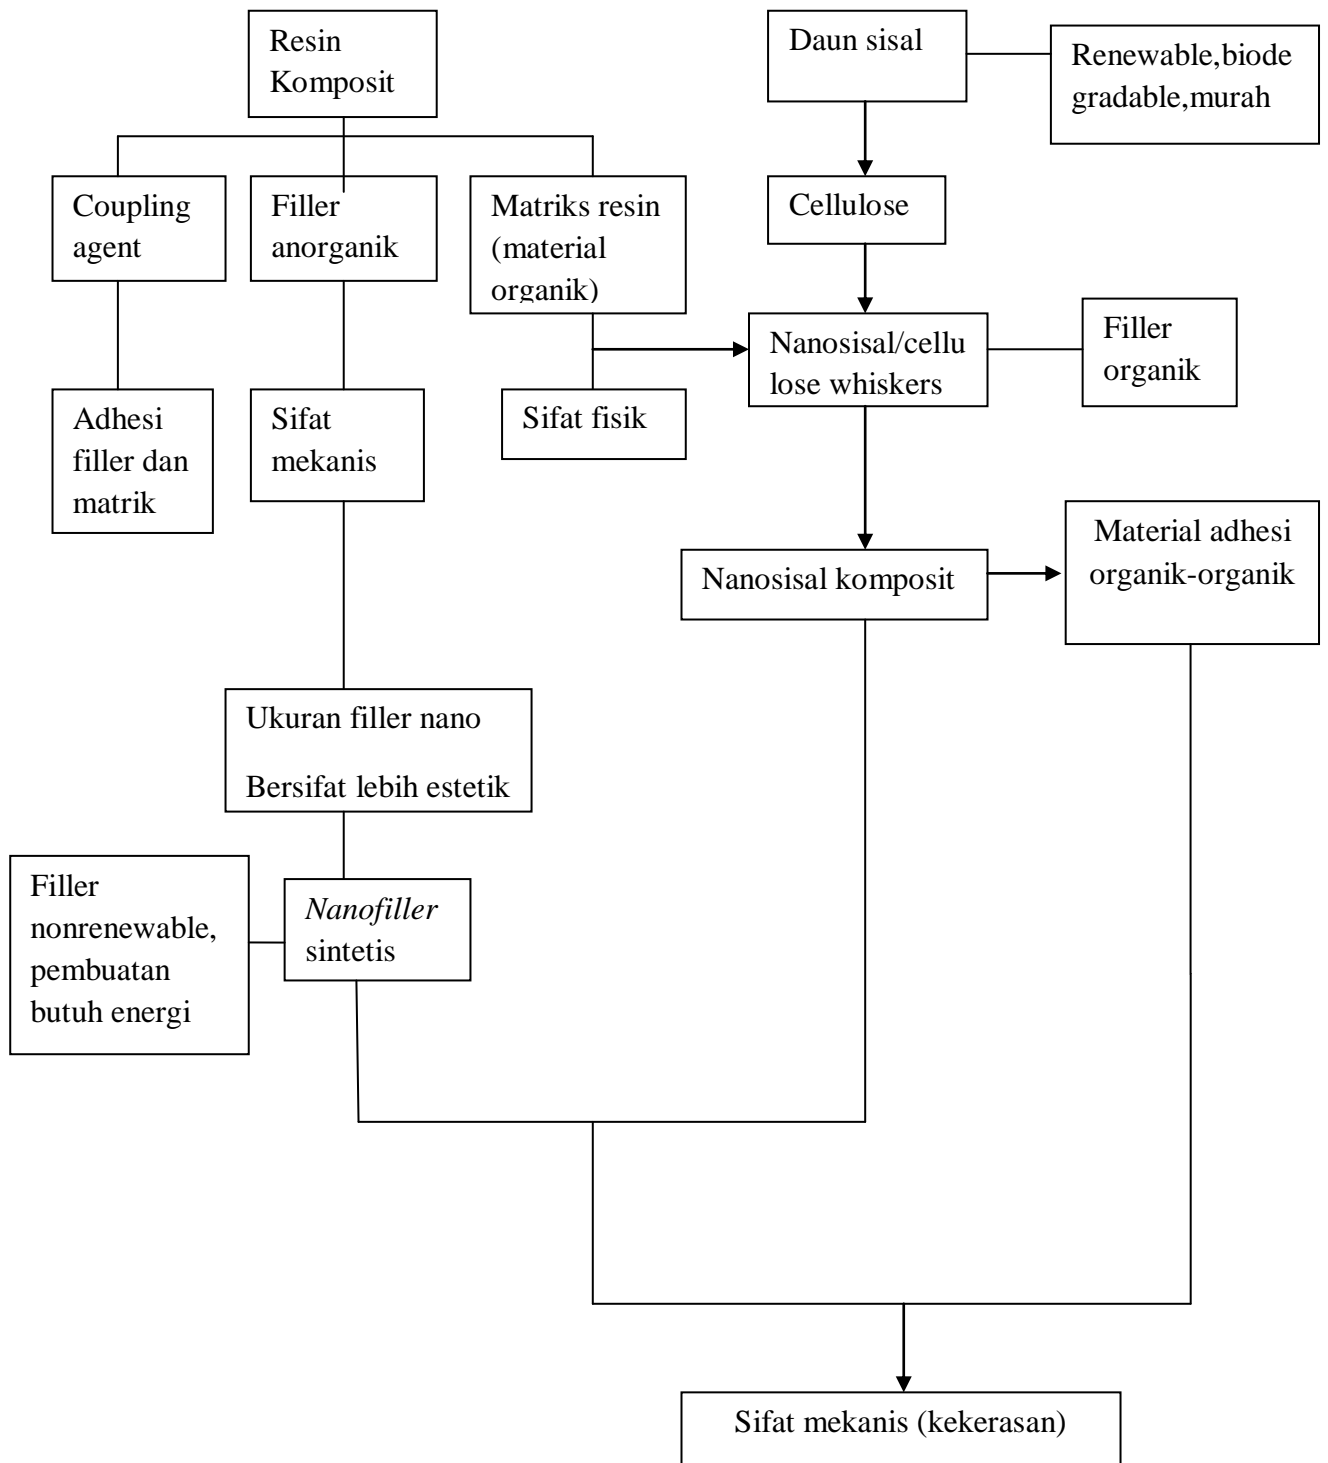 Resin
Komposit
Daun sisal
Renewable,biode
gradable,murah
Coupling
agent
Filler
anorganik
Matriks resin
(material
organik)
Cellulose
Nanosisal/cellu
lose whiskers
Filler
organik
Adhesi
filler dan
matrik
Sifat
mekanis
Sifat fisik
Nanosisal komposit
Material adhesi
organik-organik
Ukuran filler nano
Bersifat lebih estetik
Filler
nonrenewable,
pembuatan
butuh energi
Nanofiller
sintetis
Sifat mekanis (kekerasan)